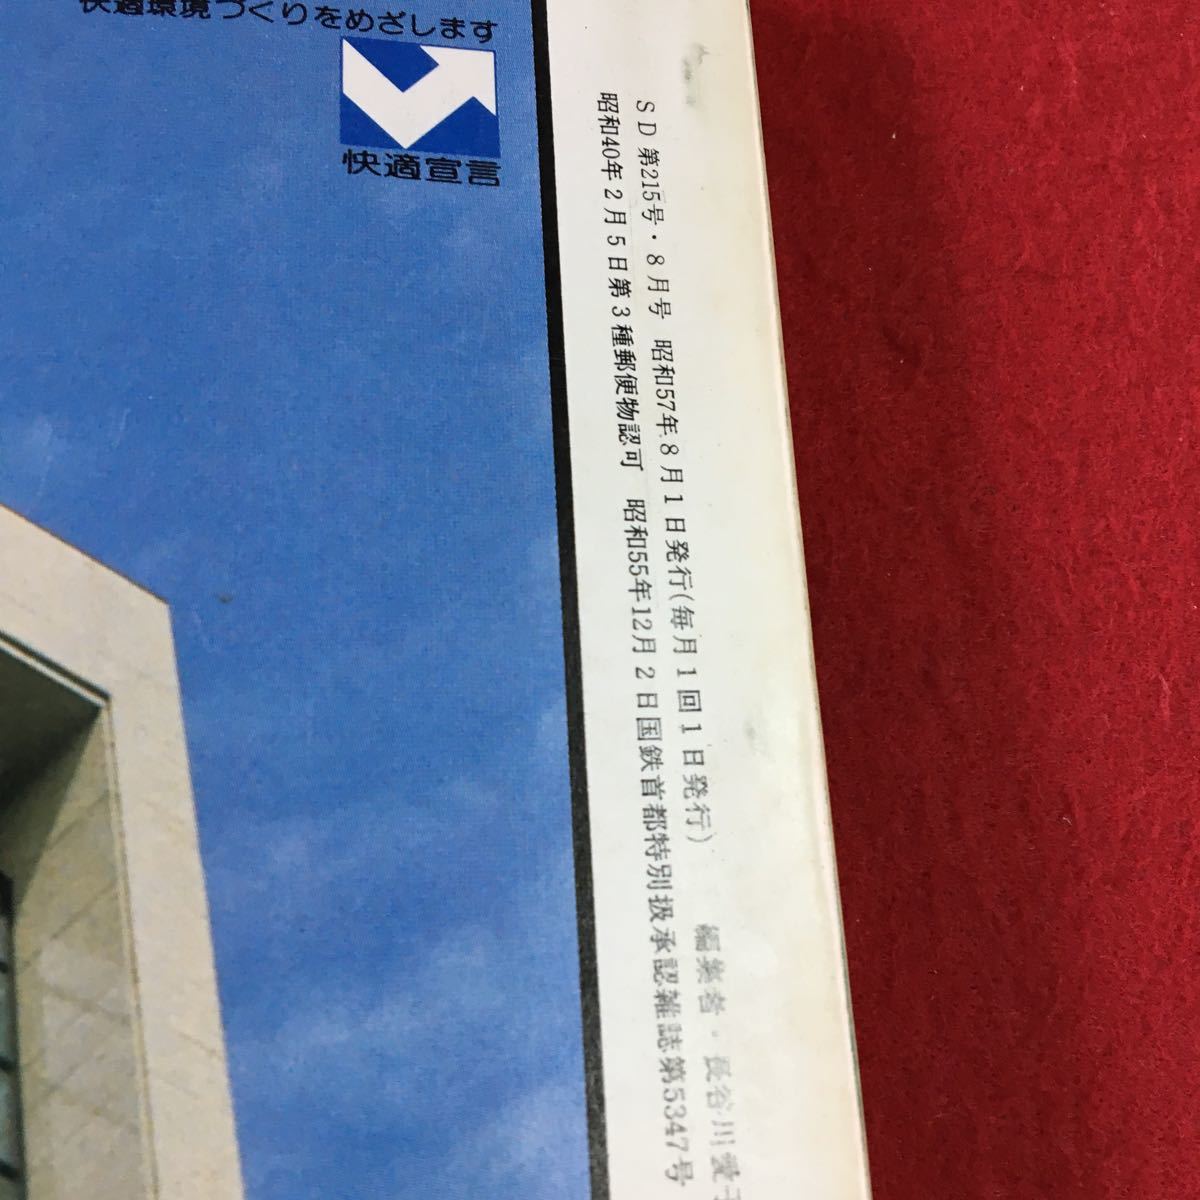 快適環境づくりをめざします
快適宣言
SD第215号・8月号 昭和57年8月1日発行(毎月1回1日発行) 編集者・長谷川愛
昭和40年2月5日第3種郵便物認可 昭和55年12月2日国鉄首都特別扱承認雑誌第5347号